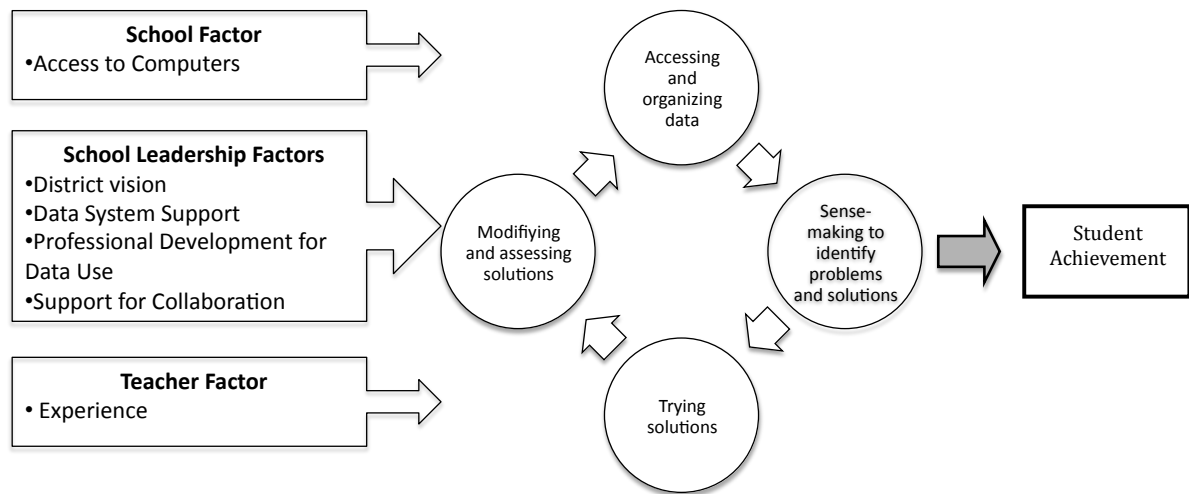 School Factor
•Access to Computers
School Leadership Factors
•District vision
•Data System Support
•Professional Development for
Data Use
•Support for Collaboration
Teacher Factor
• Experience
Accessing
and
organizing
data
Modifiying
and assessing
solutions
Sense-
making to
identify
problems
and solutions
Trying
solutions
Student
Achievement